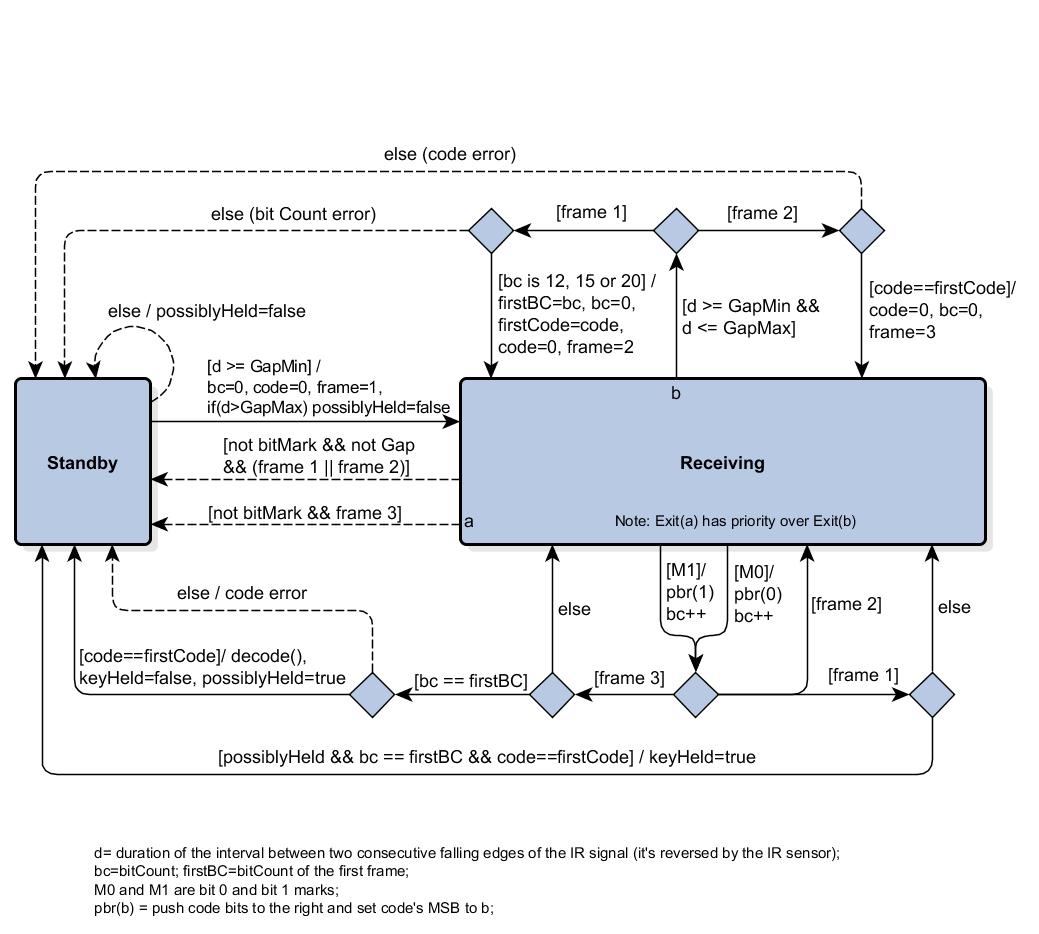 else (code error)
else (bit Count error)
[frame 1]
[frame 2]
[bc is 12, 15 or 20] /
firstBC=bc, bc=0,
firstCode=code,
code=0, frame=2
[d >= GapMin &&
d <= GapMax]
[code==firstCode]/
code=0, bc=0,
frame=3
else / possiblyHeld=false
[d >= GapMin] /
bc=0, code=0, frame=1,
if(d>GapMax) possiblyHeld=false
b
[not bitMark && not Gap
&& (frame 1 || frame 2)]
Standby
Receiving
[not bitMark && frame 3]
a
Note: Exit(a) has priority over Exit(b)
else / code error
else
[M1]/
pbr(1)
bc++
[M0]/
pbr(0)
bc++
[frame 2]
else
[code==firstCode]/ decode(),
keyHeld=false, possiblyHeld=true
[bc == firstBC]
[frame 3]
[frame 1]
[possiblyHeld && bc == firstBC && code==firstCode] / keyHeld=true
d= duration of the interval between two consecutive falling edges of the IR signal (it's reversed by the IR sensor);
bc=bitCount; firstBC=bitCount of the first frame;
M0 and M1 are bit 0 and bit 1 marks;
pbr(b) = push code bits to the right and set code's MSB to b;